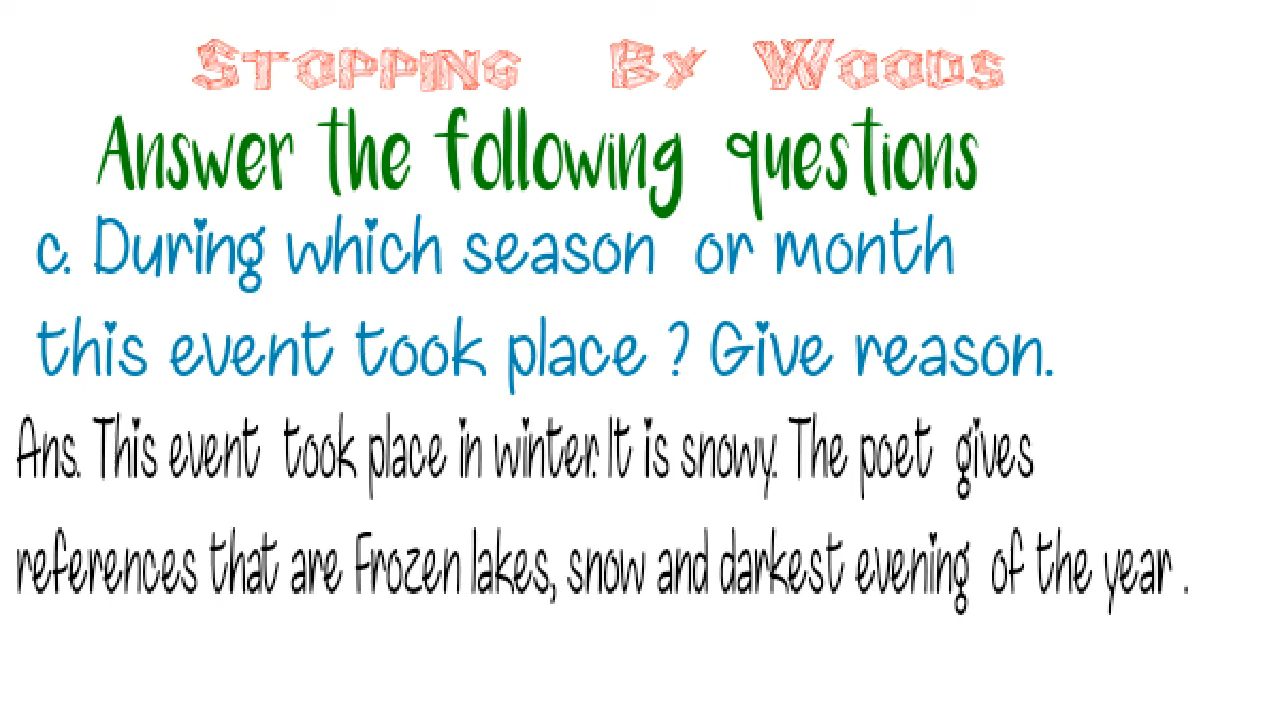 Stopping By Woods
Answer the following questions
c. During which season or month
this event took place ? Give reason.
Ans. This event took place in winter. It is snowy. The poet gives
references that are Frozen lakes, snow and darkest evening of the year .